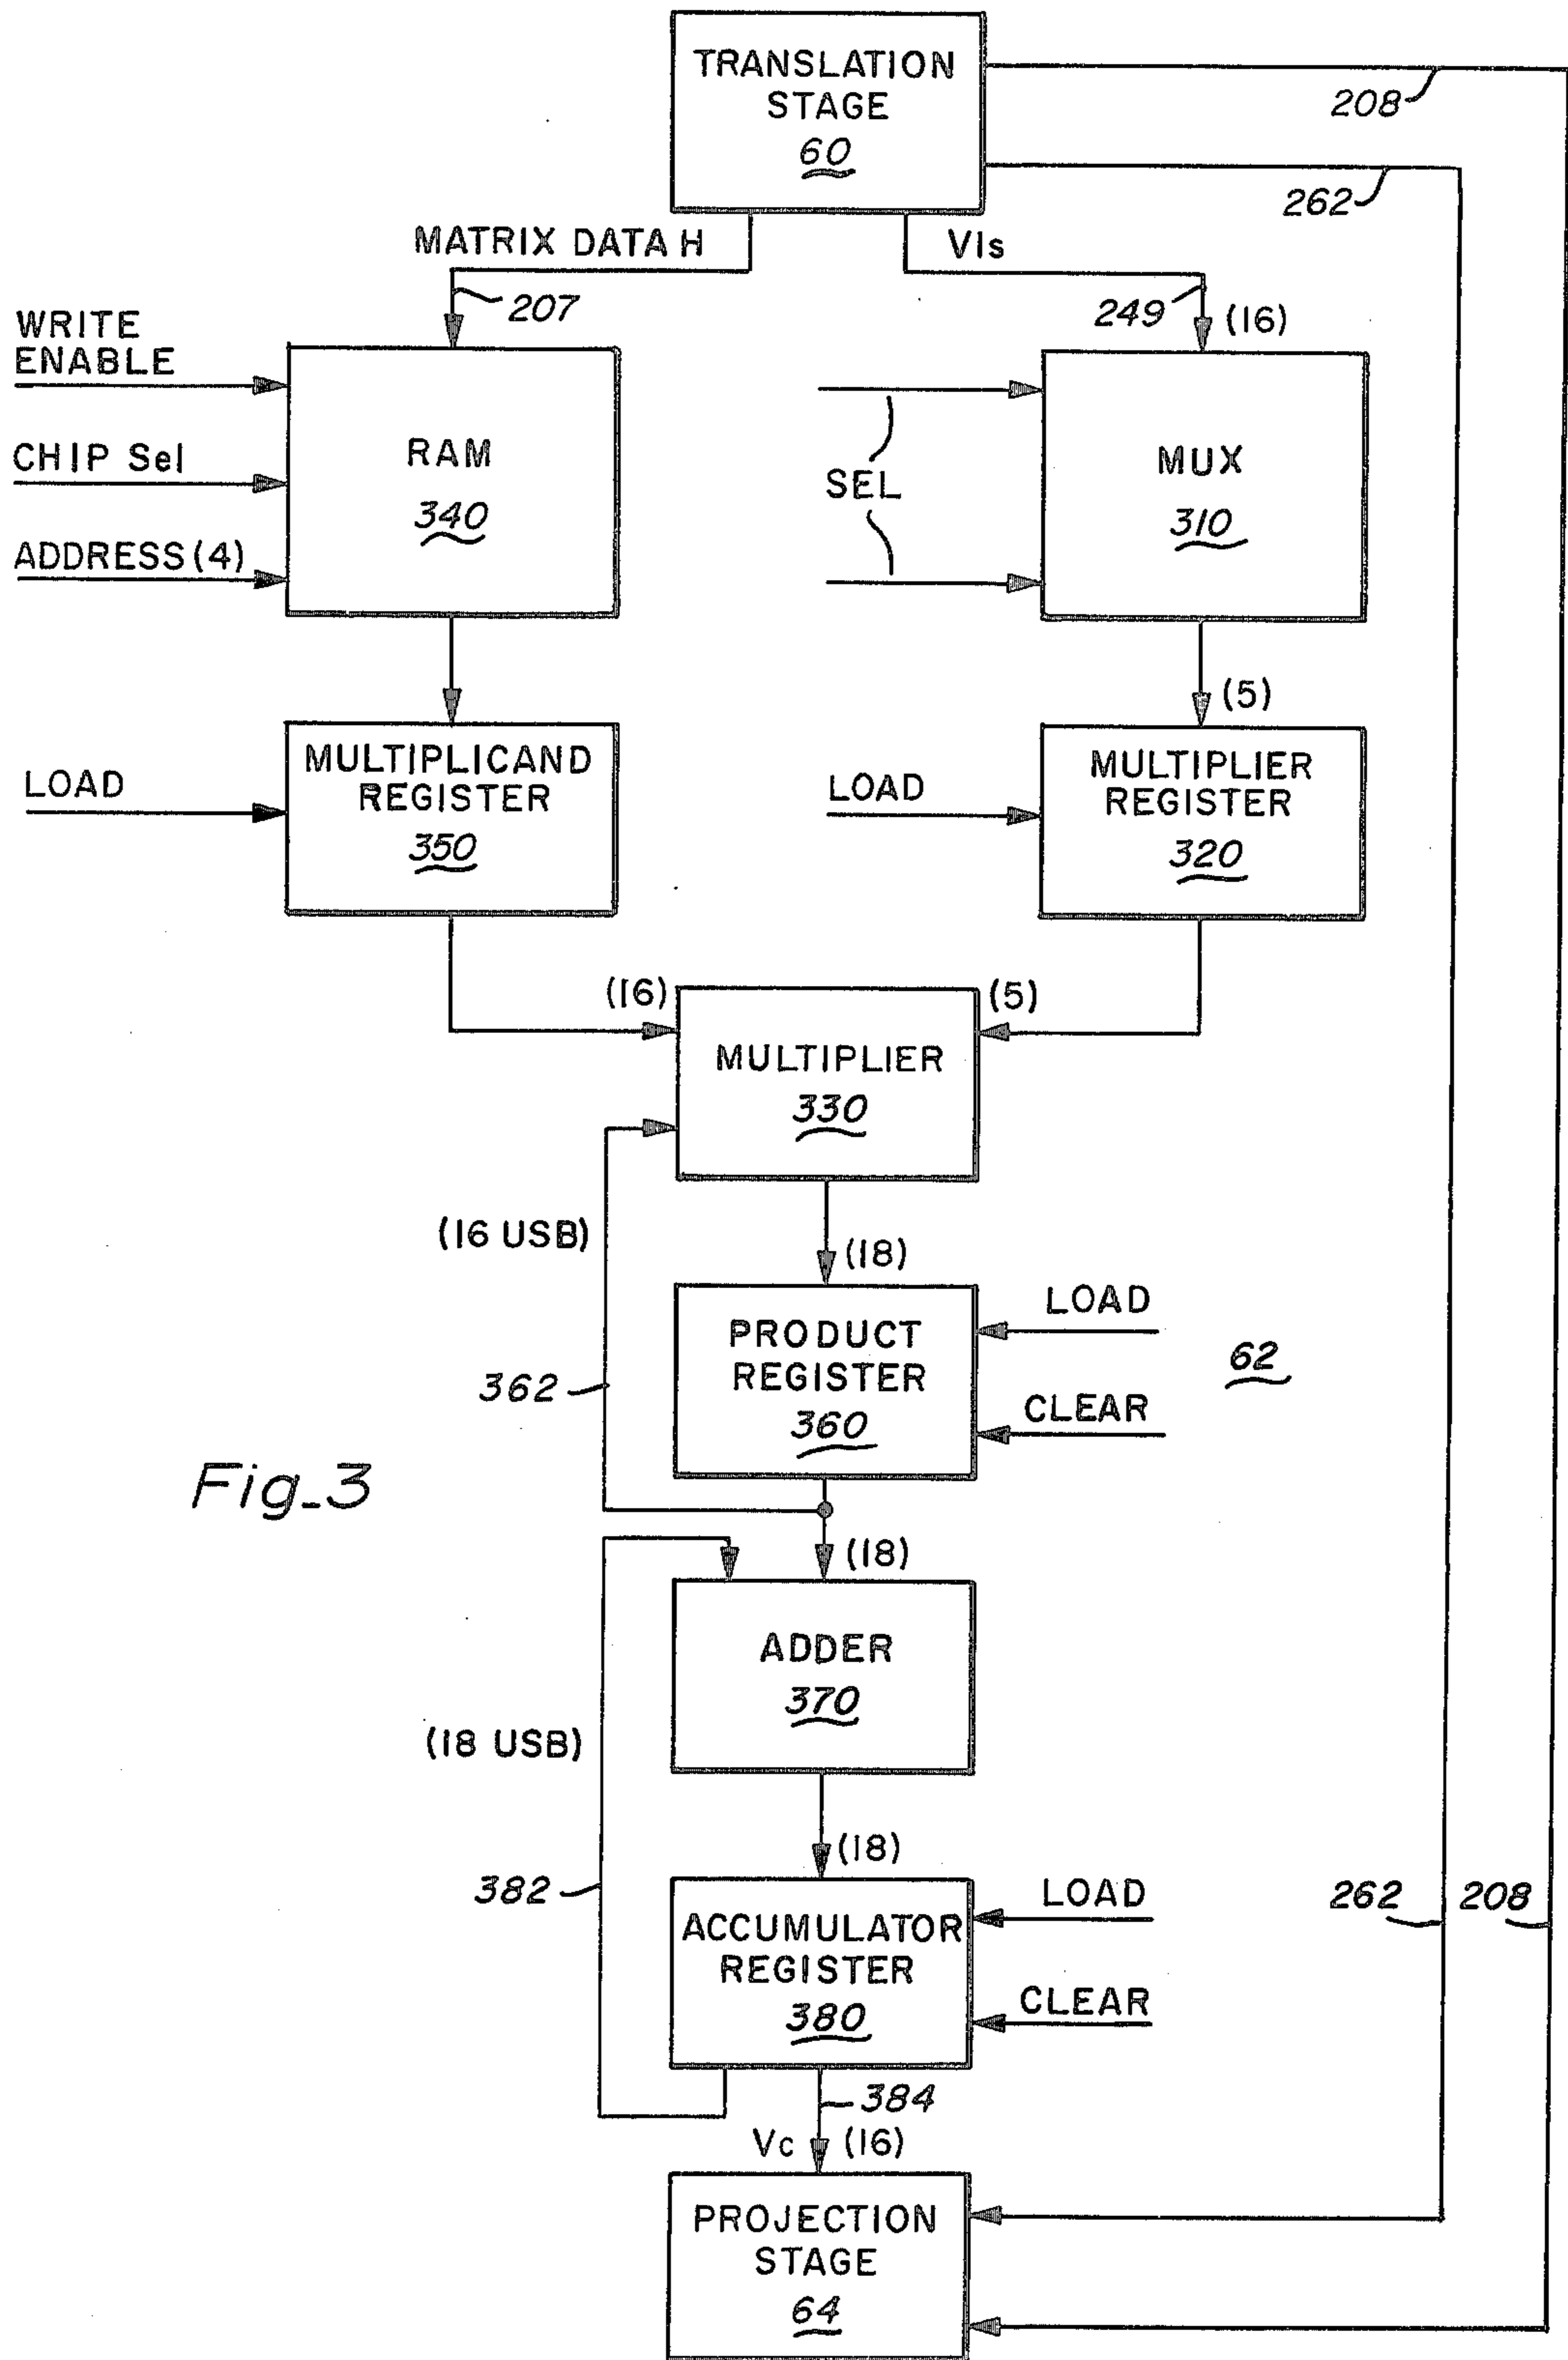 TRANSLATION
STAGE
60
208
262
MATRIX DATA H
VIs
207
249
(16)
WRITE
ENABLE
CHIP Sel
ADDRESS (4)
RAM
340
SEL
MUX
310
(5)
LOAD
MULTIPLICAND
REGISTER
350
LOAD
MULTIPLIER
REGISTER
320
(16)
(5)
MULTIPLIER
330
(16 USB)
(18)
362
PRODUCT
REGISTER
360
LOAD
CLEAR
62
Fig_3
(18)
ADDER
370
(18 USB)
(18)
382
ACCUMULATOR
REGISTER
380
LOAD
CLEAR
262
208
384
Vc
(16)
PROJECTION
STAGE
64